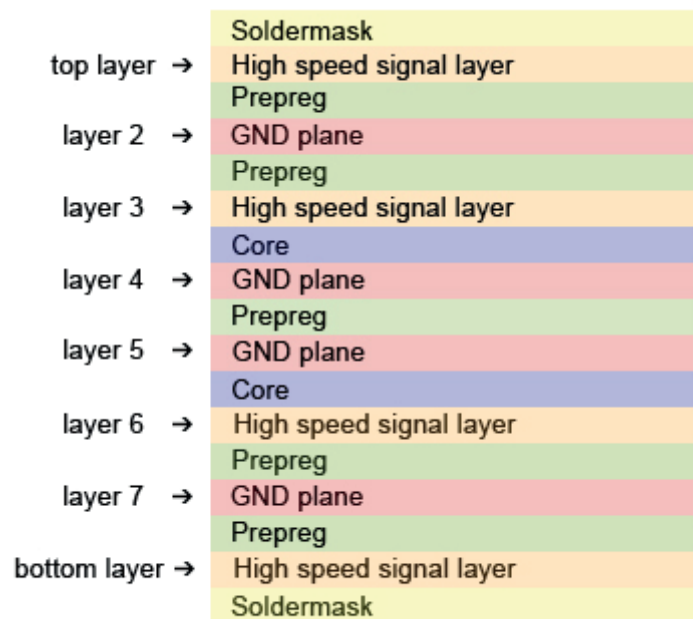 Soldermask
top layer → High speed signal layer
Prepreg
layer 2 → GND plane
Prepreg
layer 3 → High speed signal layer
Core
layer 4 → GND plane
Prepreg
layer 5 → GND plane
Core
layer 6 → High speed signal layer
Prepreg
layer 7 → GND plane
Prepreg
bottom layer → High speed signal layer
Soldermask